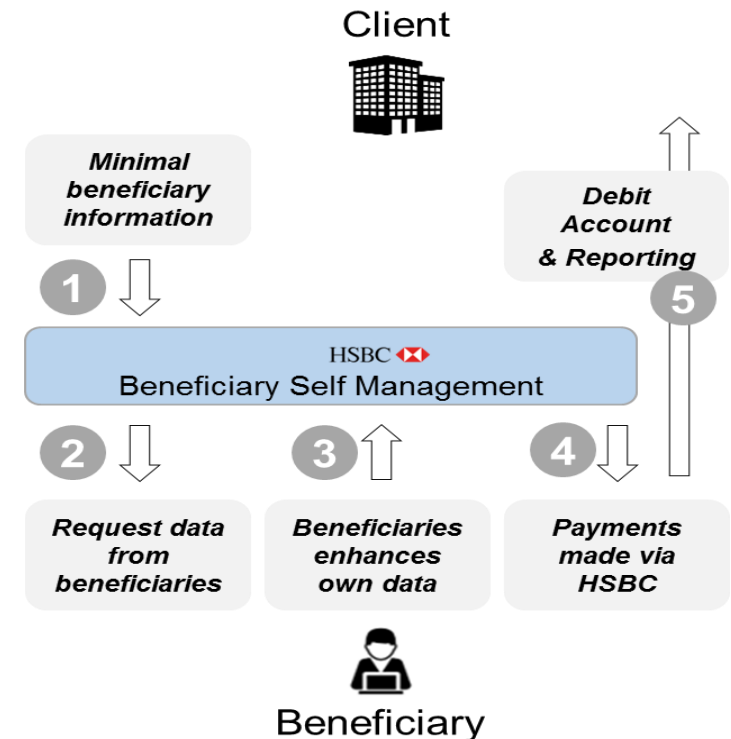 Client
Minimal
beneficiary
information
Debit
Account
& Reporting
1
5
HSBC
Beneficiary Self Management
2
3
4
Request data
from
beneficiaries
Beneficiaries
enhances
own data
Payments
made via
HSBC
Beneficiary